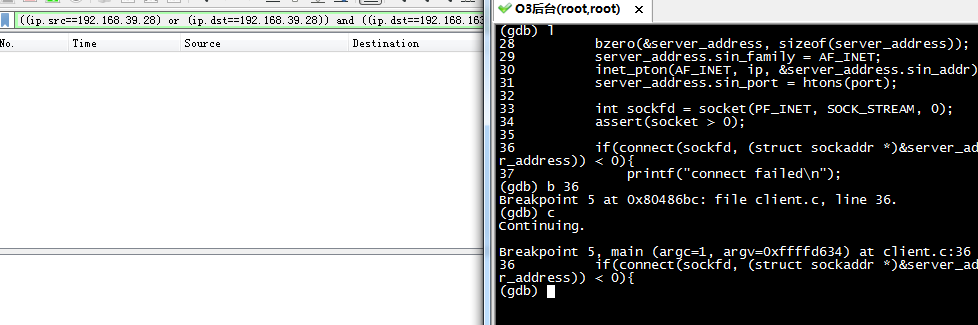 ((ip.src==192.168.39.28) or (ip.dst==192.168.39.28)) and ((ip.dst==192.168.163
No. Time Source Destination
O3后台(root,root) ×
(gdb) l
28 bzero(&server_address, sizeof(server_address));
29 server_address.sin_family = AF_INET;
30 inet_pton(AF_INET, ip, &server_address.sin_addr)
31 server_address.sin_port = htons(port);
32
33 int sockfd = socket(PF_INET, SOCK_STREAM, 0);
34 assert(socket > 0);
35
36 if(connect(sockfd, (struct sockaddr *)&server_ad
r_address)) < 0){
37 printf("connect failed\n");
(gdb) b 36
Breakpoint 5 at 0x80486bc: file client.c, line 36.
(gdb) c
Continuing.
Breakpoint 5, main (argc=1, argv=0xffffd634) at client.c:36
36 if(connect(sockfd, (struct sockaddr *)&server_ad
r_address)) < 0){
(gdb)